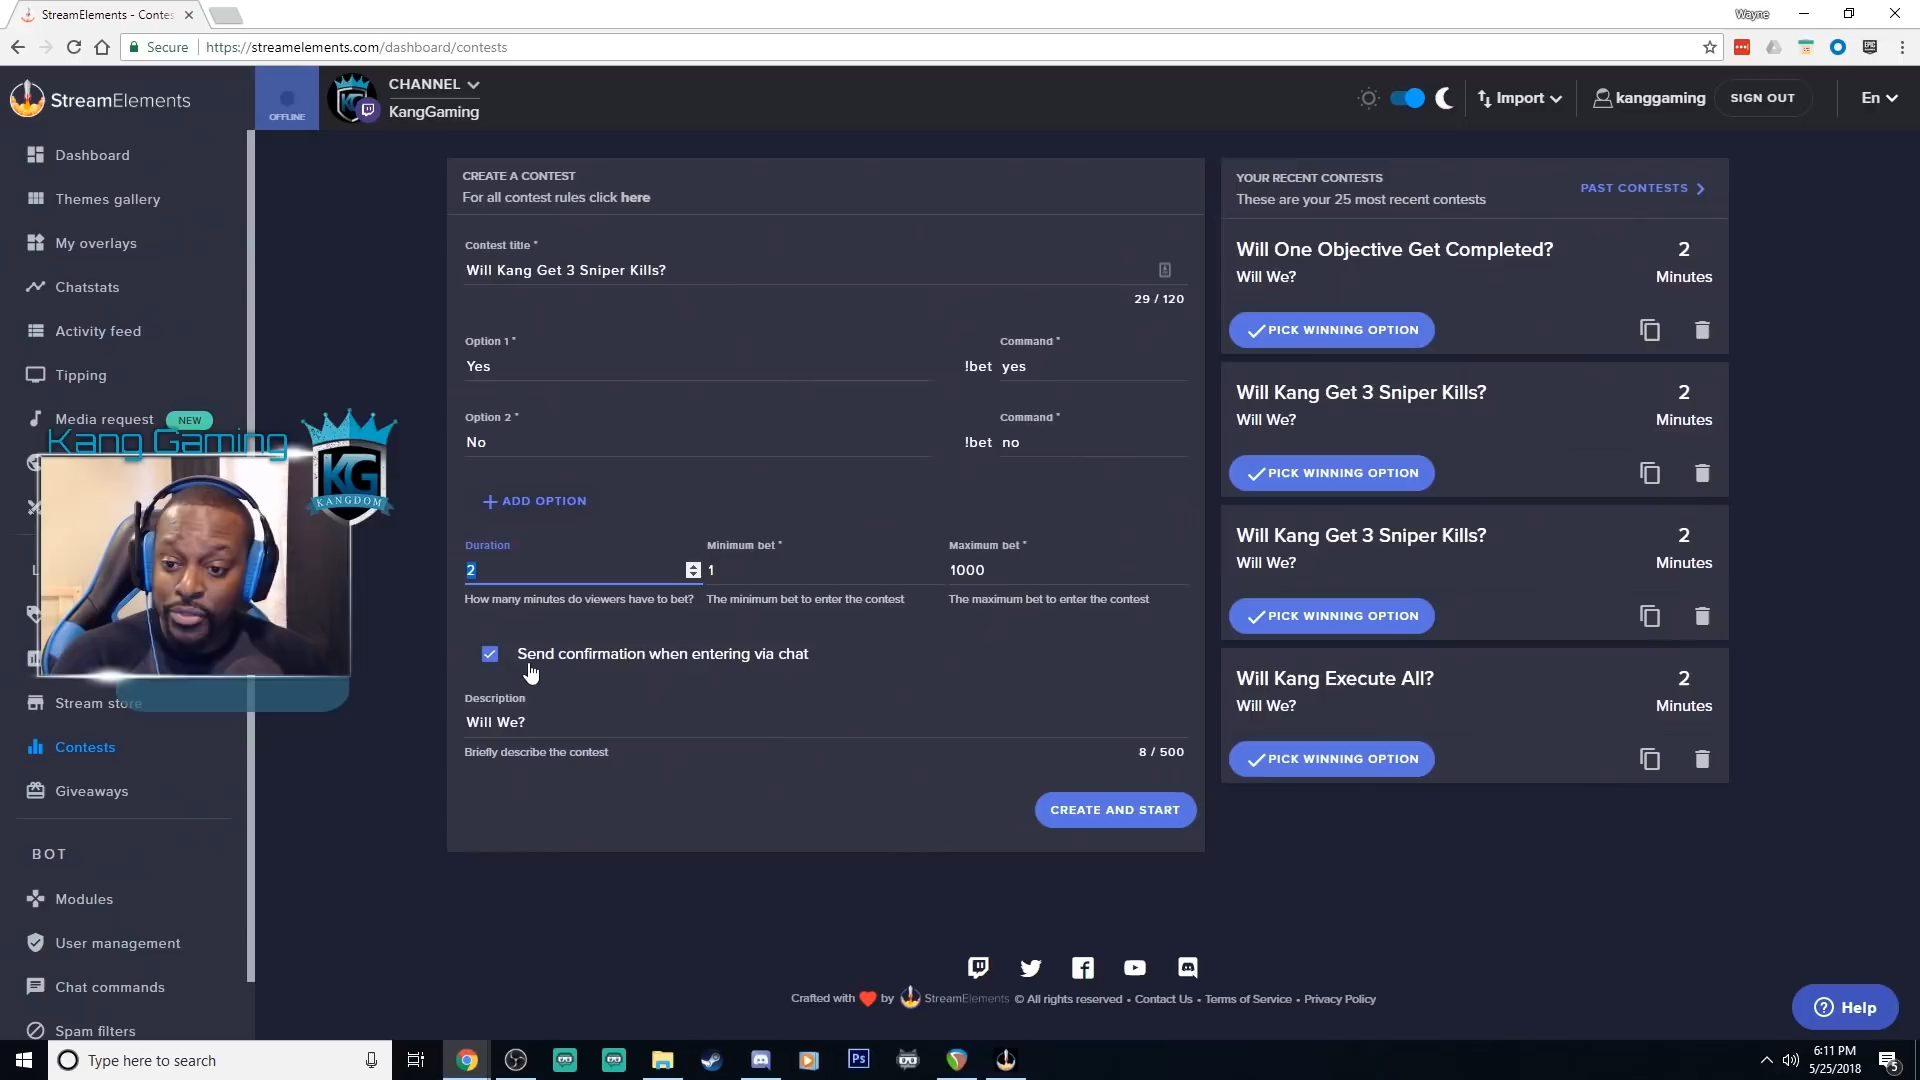 StreamElements - Contes
Wayne
Secure
https://streamelements.com/dashboard/contests
StreamElements
OFFLINE
CHANNEL
KangGaming
Import
kanggaming
SIGN OUT
En
Dashboard
Themes gallery
My overlays
Chatstats
Activity feed
Tipping
Media request
NEW
Kang Gaming
KG
KANGDOM
Stream store
Contests
Giveaways
BOT
Modules
User management
Chat commands
Spam filters
CREATE A CONTEST
For all contest rules click here
Contest title *
Will Kang Get 3 Sniper Kills?
29 / 120
Option 1 *
Command *
Yes
!bet yes
Option 2 *
Command *
No
!bet no
ADD OPTION
Duration
Minimum bet *
Maximum bet *
2
1
1000
How many minutes do viewers have to bet?
The minimum bet to enter the contest
The maximum bet to enter the contest
Send confirmation when entering via chat
Description
Will We?
Briefly describe the contest
8 / 500
CREATE AND START
YOUR RECENT CONTESTS
These are your 25 most recent contests
PAST CONTESTS
Will One Objective Get Completed?
2
Will We?
Minutes
PICK WINNING OPTION
Will Kang Get 3 Sniper Kills?
2
Will We?
Minutes
PICK WINNING OPTION
Will Kang Get 3 Sniper Kills?
2
Will We?
Minutes
PICK WINNING OPTION
Will Kang Execute All?
2
Will We?
Minutes
PICK WINNING OPTION
Crafted with by StreamElements © All rights reserved • Contact Us • Terms of Service • Privacy Policy
Help
Type here to search
Ps
6:11 PM
5/25/2018
5